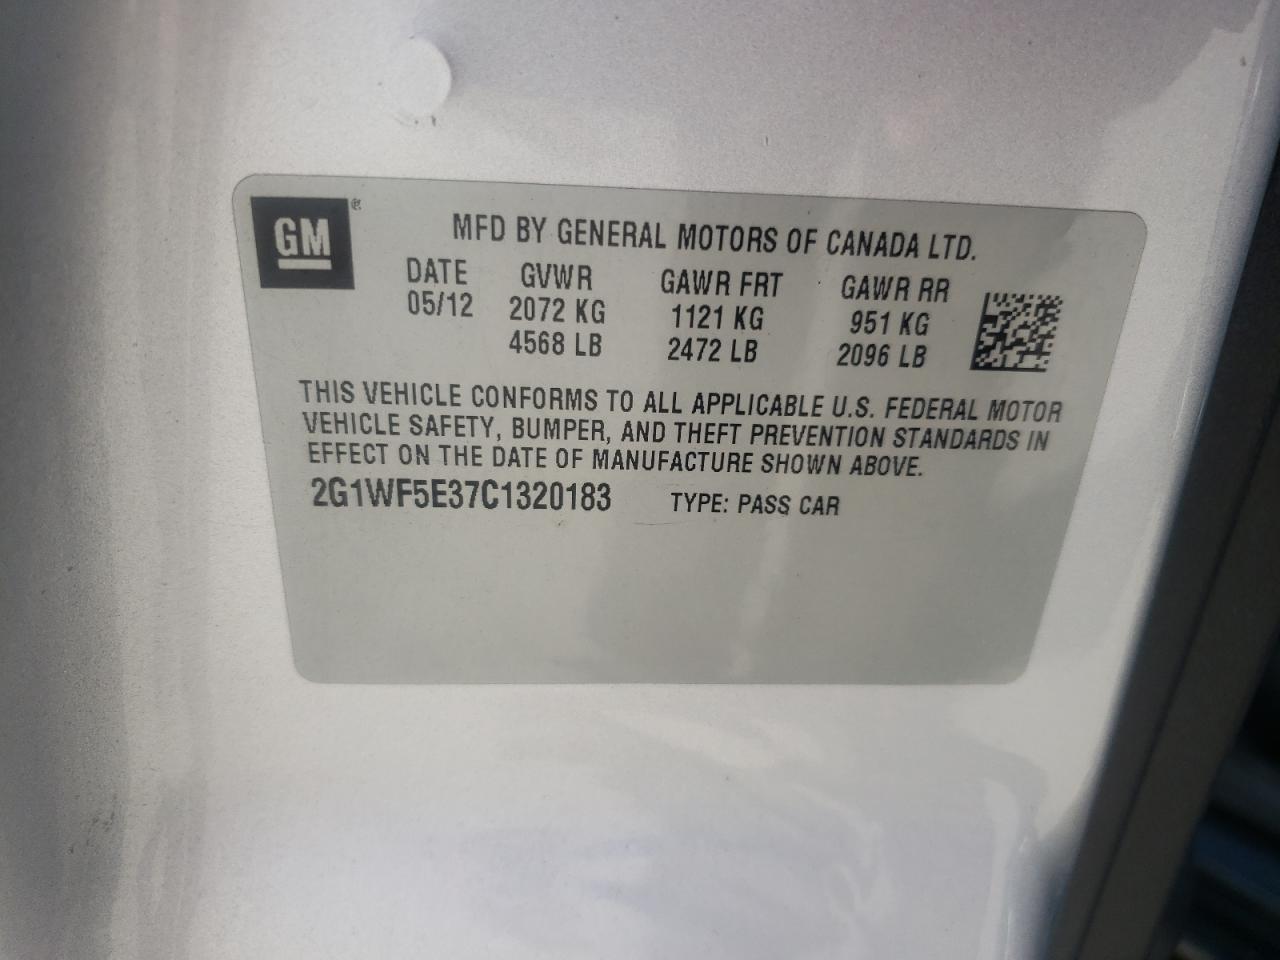 GM ®
MFD BY GENERAL MOTORS OF CANADA LTD.
DATE GVWR GAWR FRT GAWR RR
05/12 2072 KG 1121 KG 951 KG
4568 LB 2472 LB 2096 LB
THIS VEHICLE CONFORMS TO ALL APPLICABLE U.S. FEDERAL MOTOR
VEHICLE SAFETY, BUMPER, AND THEFT PREVENTION STANDARDS IN
EFFECT ON THE DATE OF MANUFACTURE SHOWN ABOVE.
2G1WF5E37C1320183 TYPE: PASS CAR